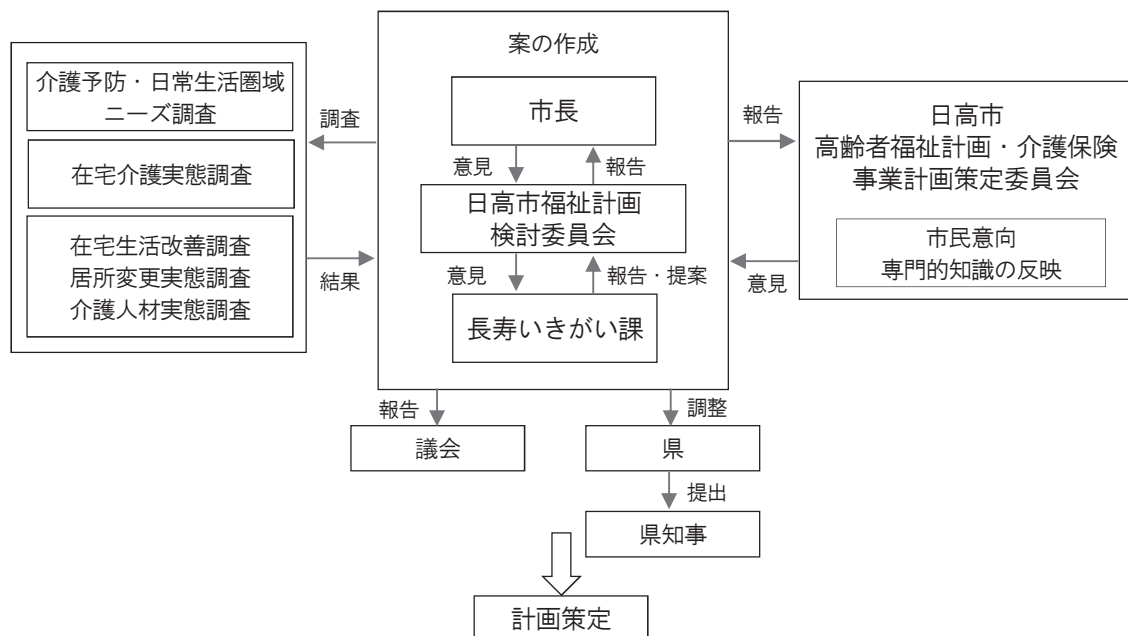 案の作成
介護予防・日常生活圏域
ニーズ調査
在宅介護実態調査
在宅生活改善調査
居所変更実態調査
介護人材実態調査
調査
結果
市長
意見
報告
日高市福祉計画
検討委員会
意見
報告・提案
長寿いきがい課
報告
意見
日高市
高齢者福祉計画・介護保険
事業計画策定委員会
市民意向
専門的知識の反映
報告
議会
調整
県
提出
県知事
計画策定